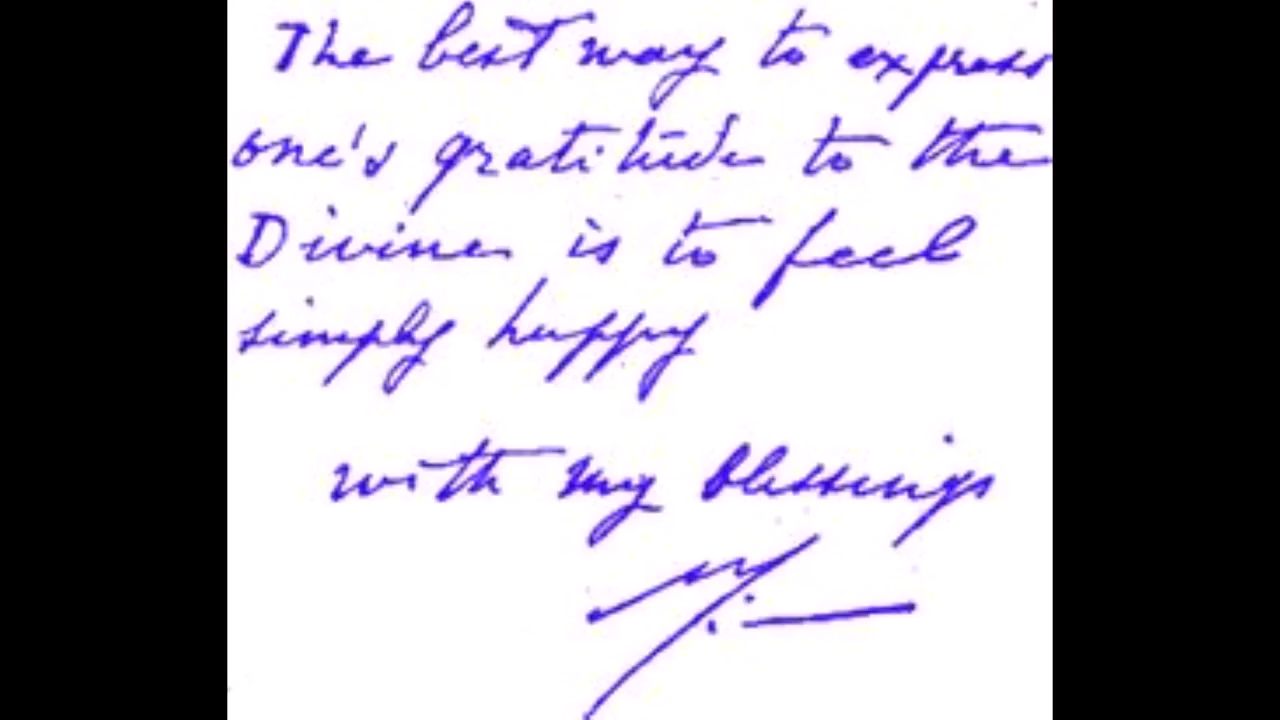 The best way to express
one's gratitude to the
Divine is to feel
simply happy
with my blessings